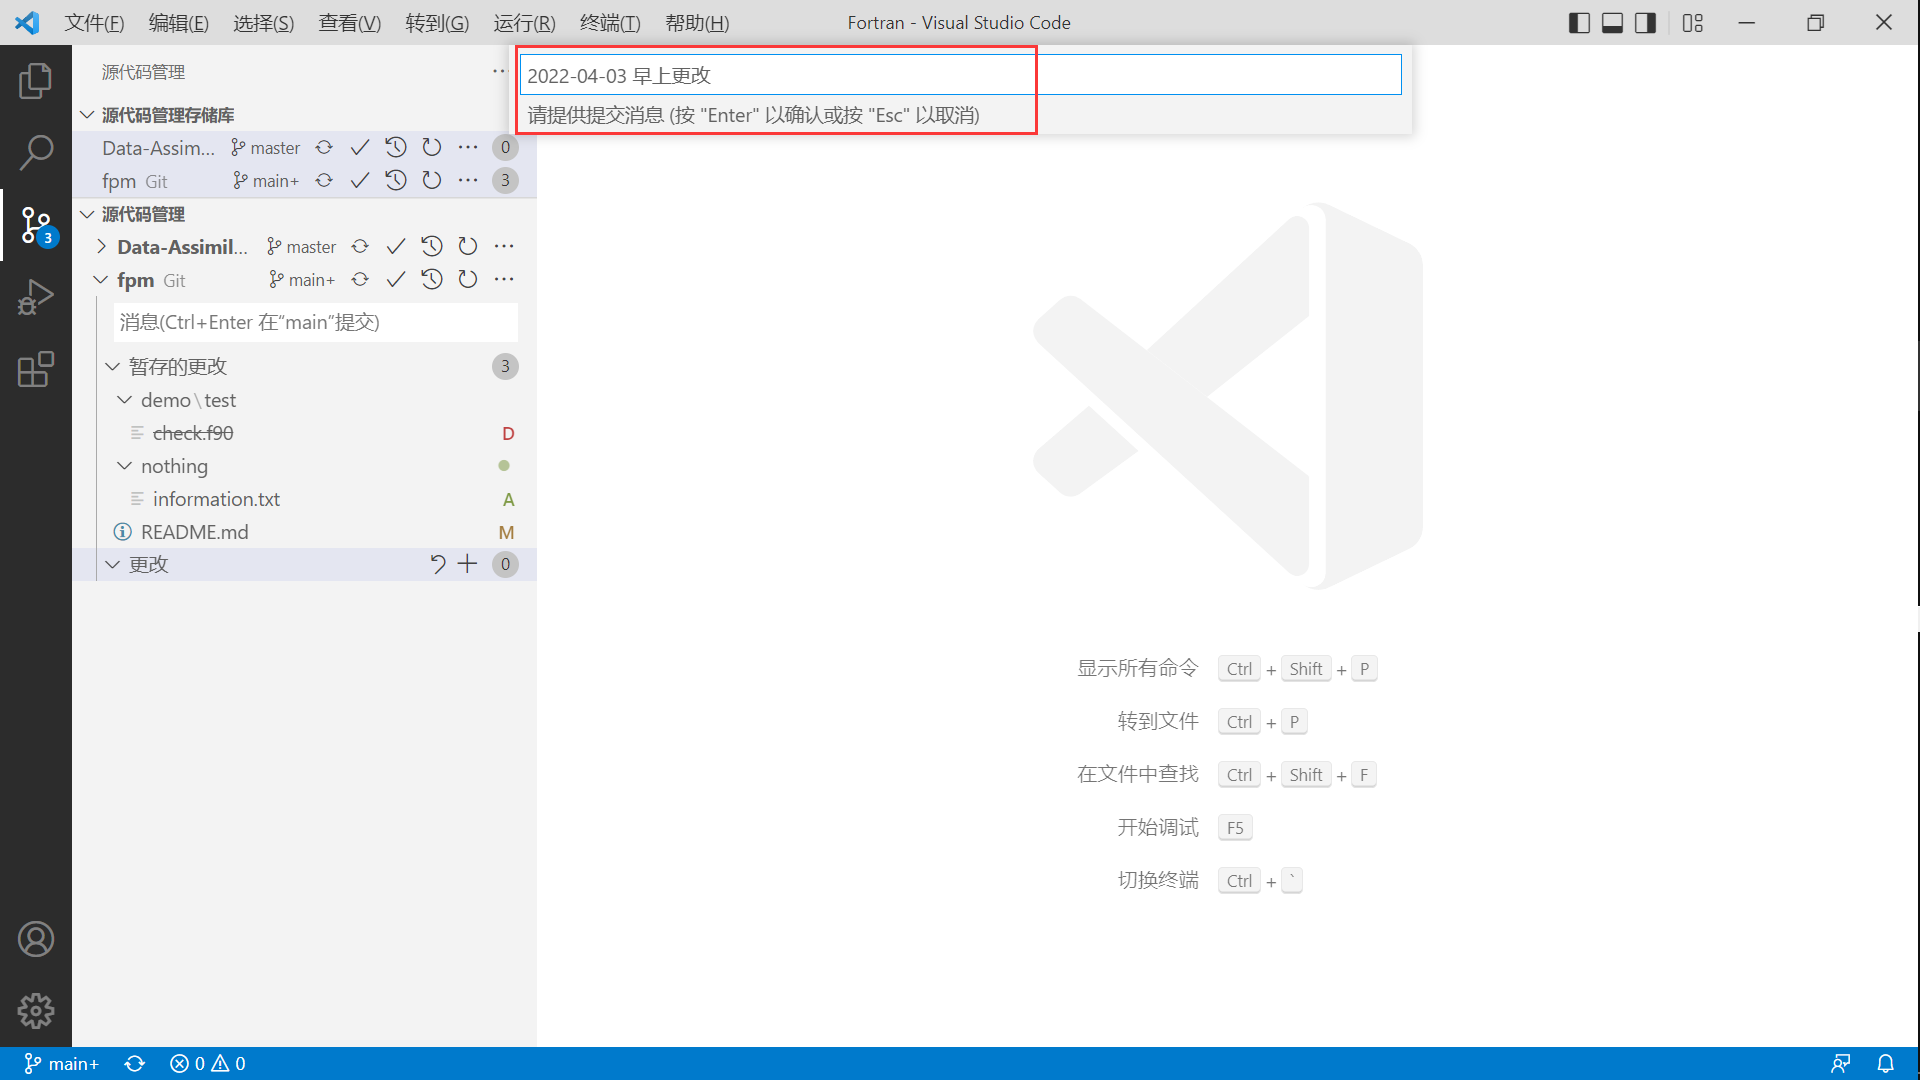 文件(F) 编辑(E) 选择(S) 查看(V) 转到(G) 运行(R) 终端(T) 帮助(H) Fortran - Visual Studio Code
2022-04-03 早上更改
请提供提交消息 (按 "Enter" 以确认或按 "Esc" 以取消)
源代码管理
源代码管理存储库
Data-Assim... master 0
fpm Git main+ 3
源代码管理
3
Data-Assimil... master
fpm Git main+
消息(Ctrl+Enter 在“main”提交)
暂存的更改 3
demo\test
check.f90 D
nothing
information.txt A
README.md M
更改 0
显示所有命令 Ctrl + Shift + P
转到文件 Ctrl + P
在文件中查找 Ctrl + Shift + F
开始调试 F5
切换终端 Ctrl + `
main+ 0 0